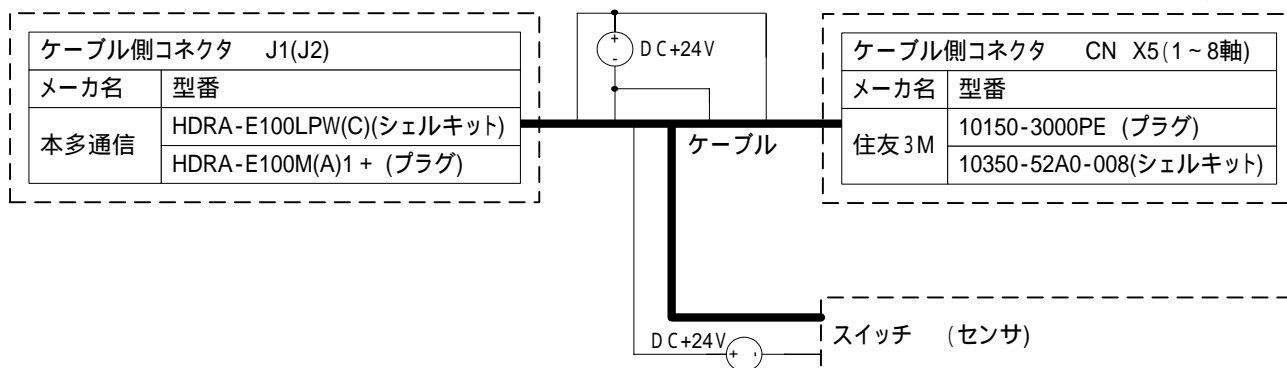 ケーブル側コネクタ J1(J2)
メーカ名 型番
本多通信
HDRA-E100LPW(C)(シェルキット)
HDRA-E100M(A)1+ (プラグ)
+
-
DC+24V
ケーブル
ケーブル側コネクタ CN X5(1~8軸)
メーカ名 型番
住友3M
10150-3000PE (プラグ)
10350-52A0-008(シェルキット)
DC+24V
+ -
スイッチ (センサ)